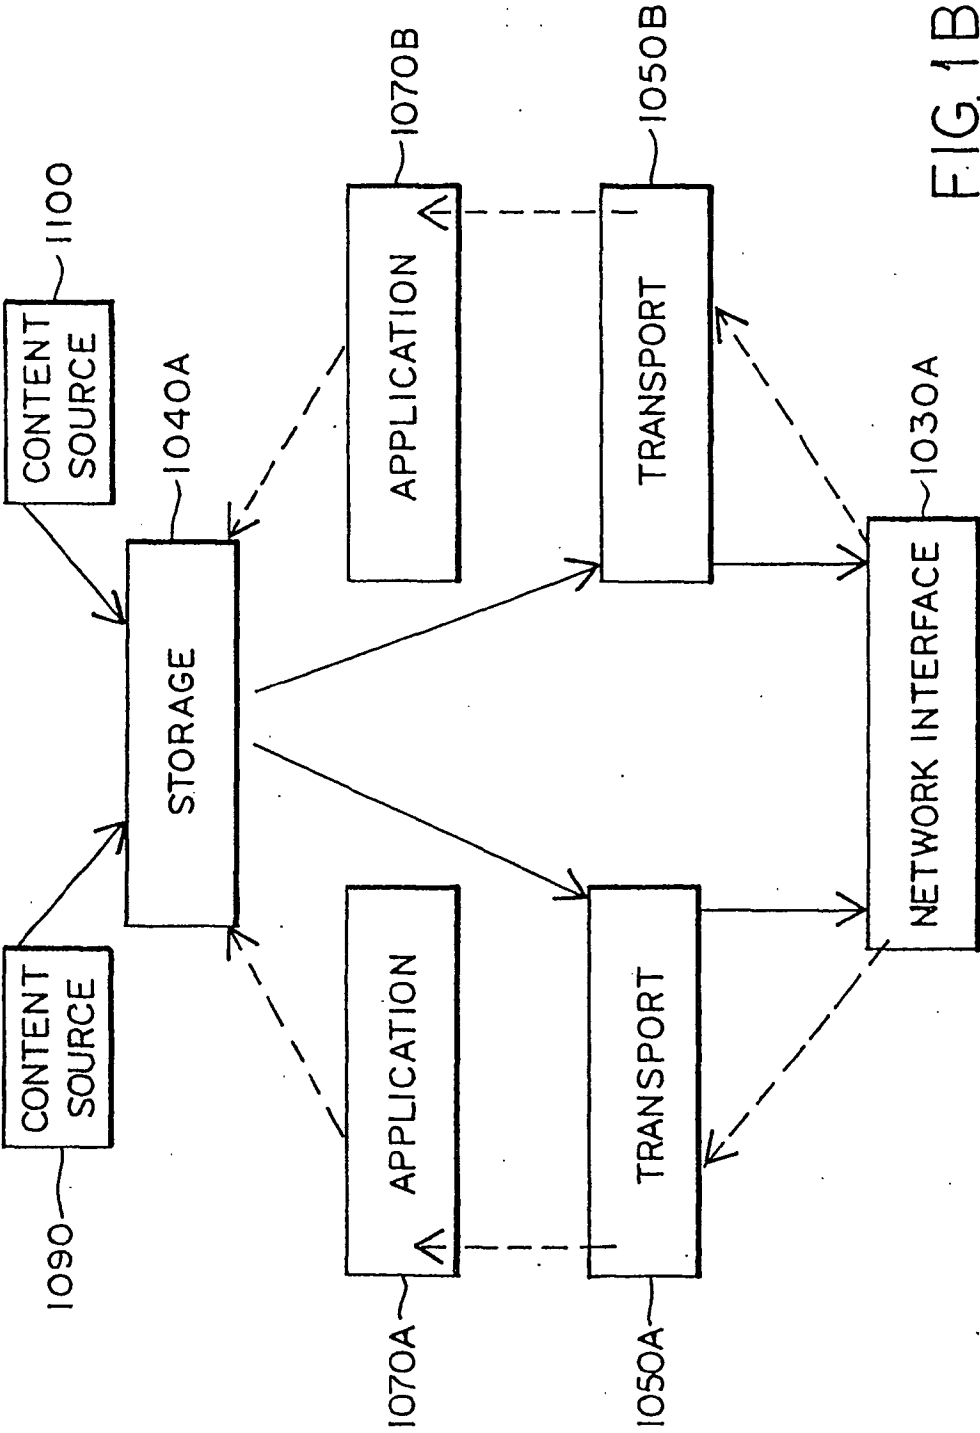 CONTENT
SOURCE
1090
CONTENT
SOURCE
1100
STORAGE
1040A
APPLICATION
1070A
APPLICATION
1070B
TRANSPORT
1050A
TRANSPORT
1050B
NETWORK INTERFACE
1030A
FIG. 1B